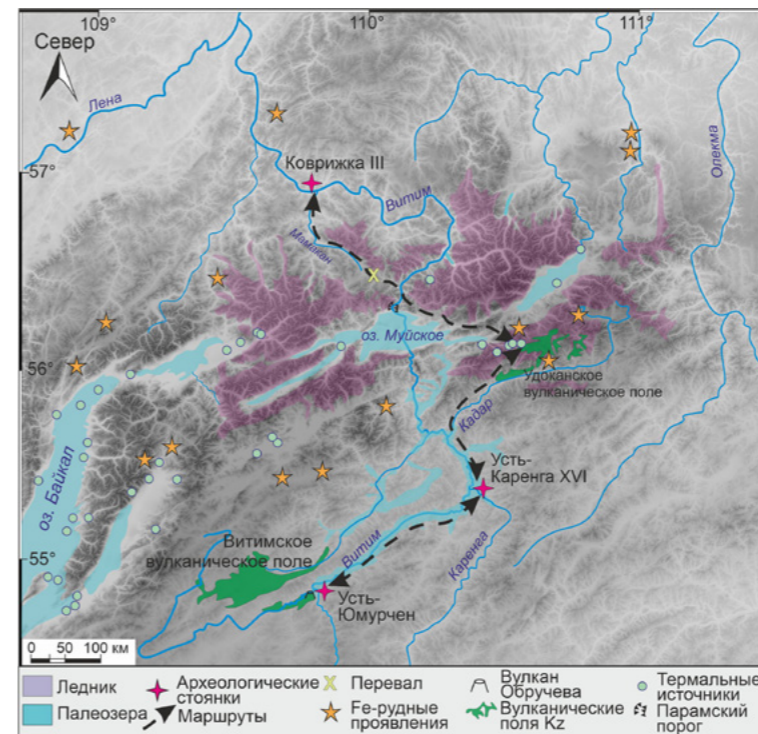 109°
110°
111°
Север
Лена
57°
Коврижка III
Витим
Олекма
Мамакан
оз. Муйское
56°
Удоканское
вулканическое поле
Кадар
оз. Байкал
Усть-
Каренга XVI
Витимское
вулканическое поле
Витим
Каренга
55°
Усть-
Юмурчен
0 50 100 км
Ледник
Археологические
стоянки
Перевал
Вулкан
Обручева
Термальные
источники
Палеозера
Маршруты
Fe-рудные
проявления
Вулканические
поля Kz
Парамский
порог